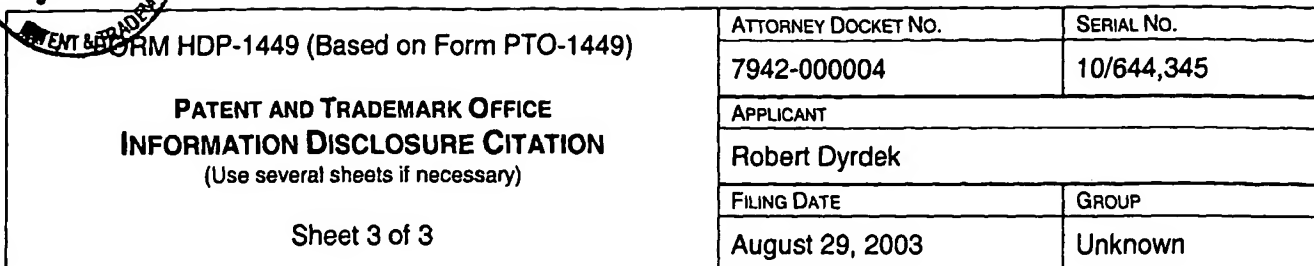 FORM HDP-1449 (Based on Form PTO-1449)
PATENT AND TRADEMARK OFFICE
INFORMATION DISCLOSURE CITATION
(Use several sheets if necessary)
Sheet 3 of 3
ATTORNEY DOCKET NO.
SERIAL NO.
7942-000004
10/644,345
APPLICANT
Robert Dyrdek
FILING DATE
GROUP
August 29, 2003
Unknown